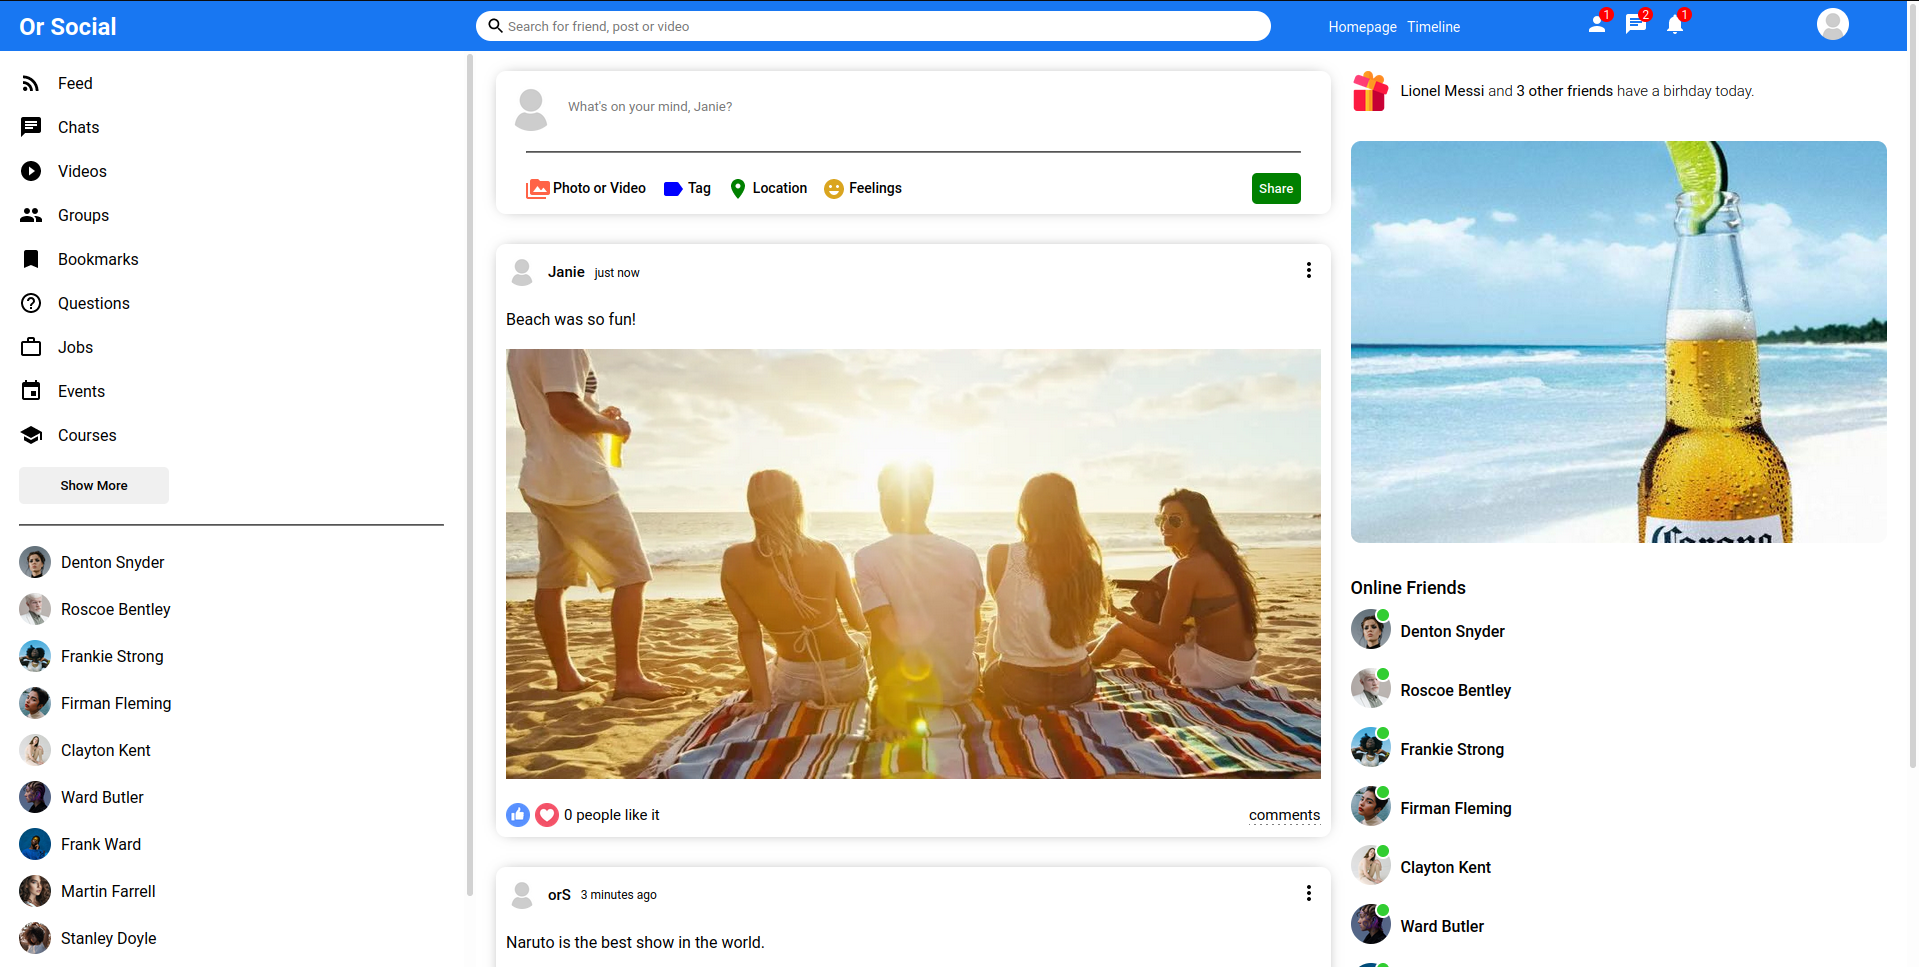 Or Social
Search for friend, post or video
Homepage Timeline
1
2
1
Feed
Chats
Videos
Groups
Bookmarks
Questions
Jobs
Events
Courses
Show More
Denton Snyder
Roscoe Bentley
Frankie Strong
Firman Fleming
Clayton Kent
Ward Butler
Frank Ward
Martin Farrell
Stanley Doyle
What's on your mind, Janie?
Photo or Video Tag Location Feelings Share
Janie just now
Beach was so fun!
0 people like it comments
orS 3 minutes ago
Naruto is the best show in the world.
Lionel Messi and 3 other friends have a birhday today.
Corona
Online Friends
Denton Snyder
Roscoe Bentley
Frankie Strong
Firman Fleming
Clayton Kent
Ward Butler